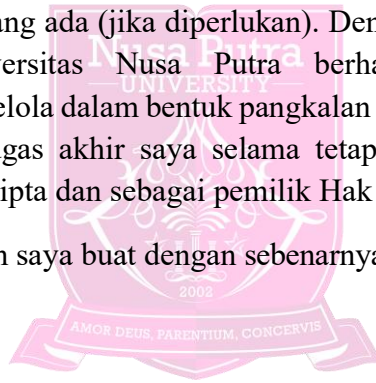 ang ada (jika diperlukan). Den
Nusa Putra
UNIVERSITY
versitas Nusa Putra berha
elola dalam bentuk pangkalan
gas akhir saya selama tetap
ipta dan sebagai pemilik Hak
n saya buat dengan sebenarnya
2002
AMOR DEUS, PARENTIUM, CONCERVIS